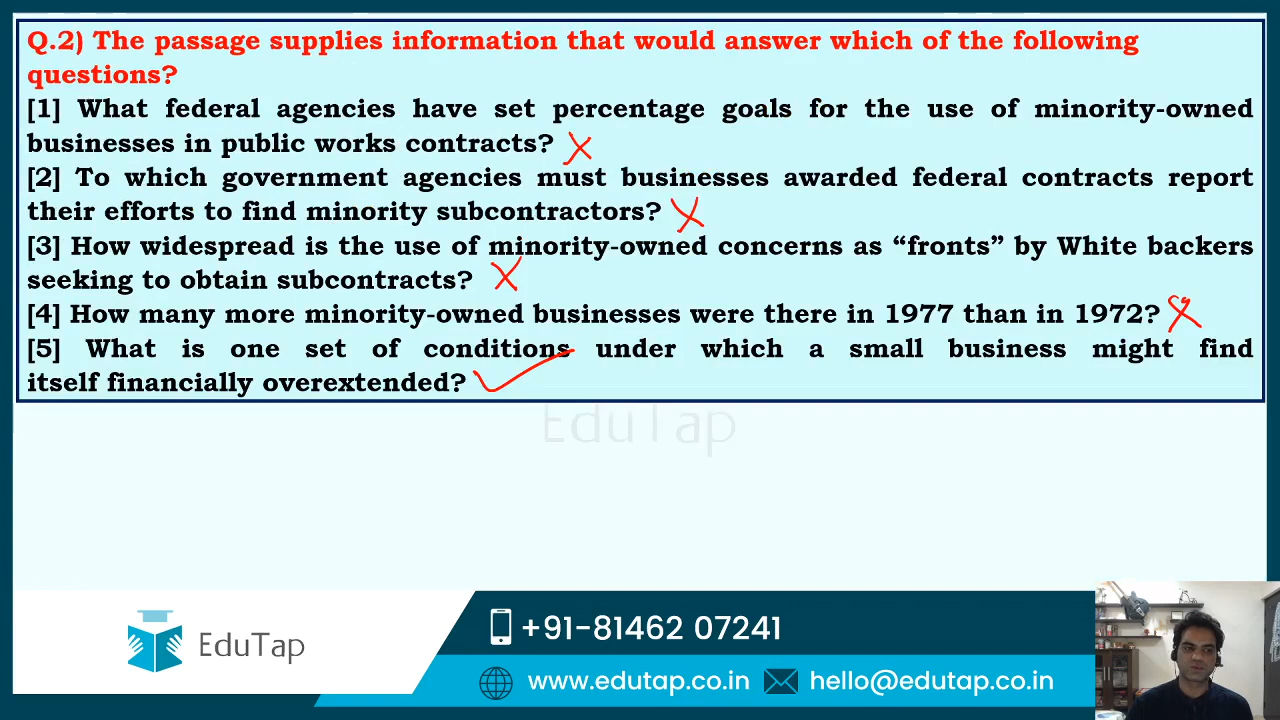 Q.2) The passage supplies information that would answer which of the following
questions?
[1] What federal agencies have set percentage goals for the use of minority-owned
businesses in public works contracts?
[2] To which government agencies must businesses awarded federal contracts report
their efforts to find minority subcontractors?
[3] How widespread is the use of minority-owned concerns as “fronts” by White backers
seeking to obtain subcontracts?
[4] How many more minority-owned businesses were there in 1977 than in 1972?
[5] What is one set of conditions under which a small business might find
itself financially overextended?
EduTap
EduTap
+91-81462 07241
www.edutap.co.in
hello@edutap.co.in